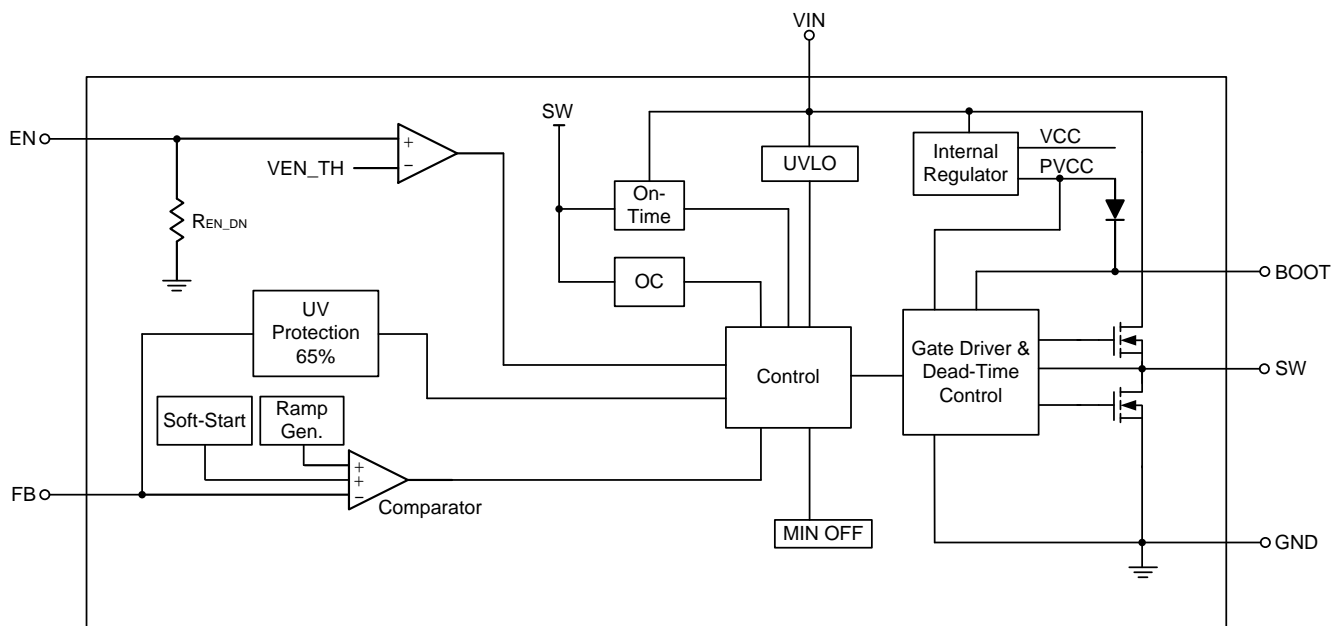 VIN
EN
SW
VEN_TH
+
−
REN_DN
On-
Time
UVLO
Internal
Regulator
VCC
PVCC
OC
BOOT
UV
Protection
65%
Control
Gate Driver &
Dead-Time
Control
SW
Soft-Start
Ramp
Gen.
+
+
−
Comparator
FB
MIN OFF
GND